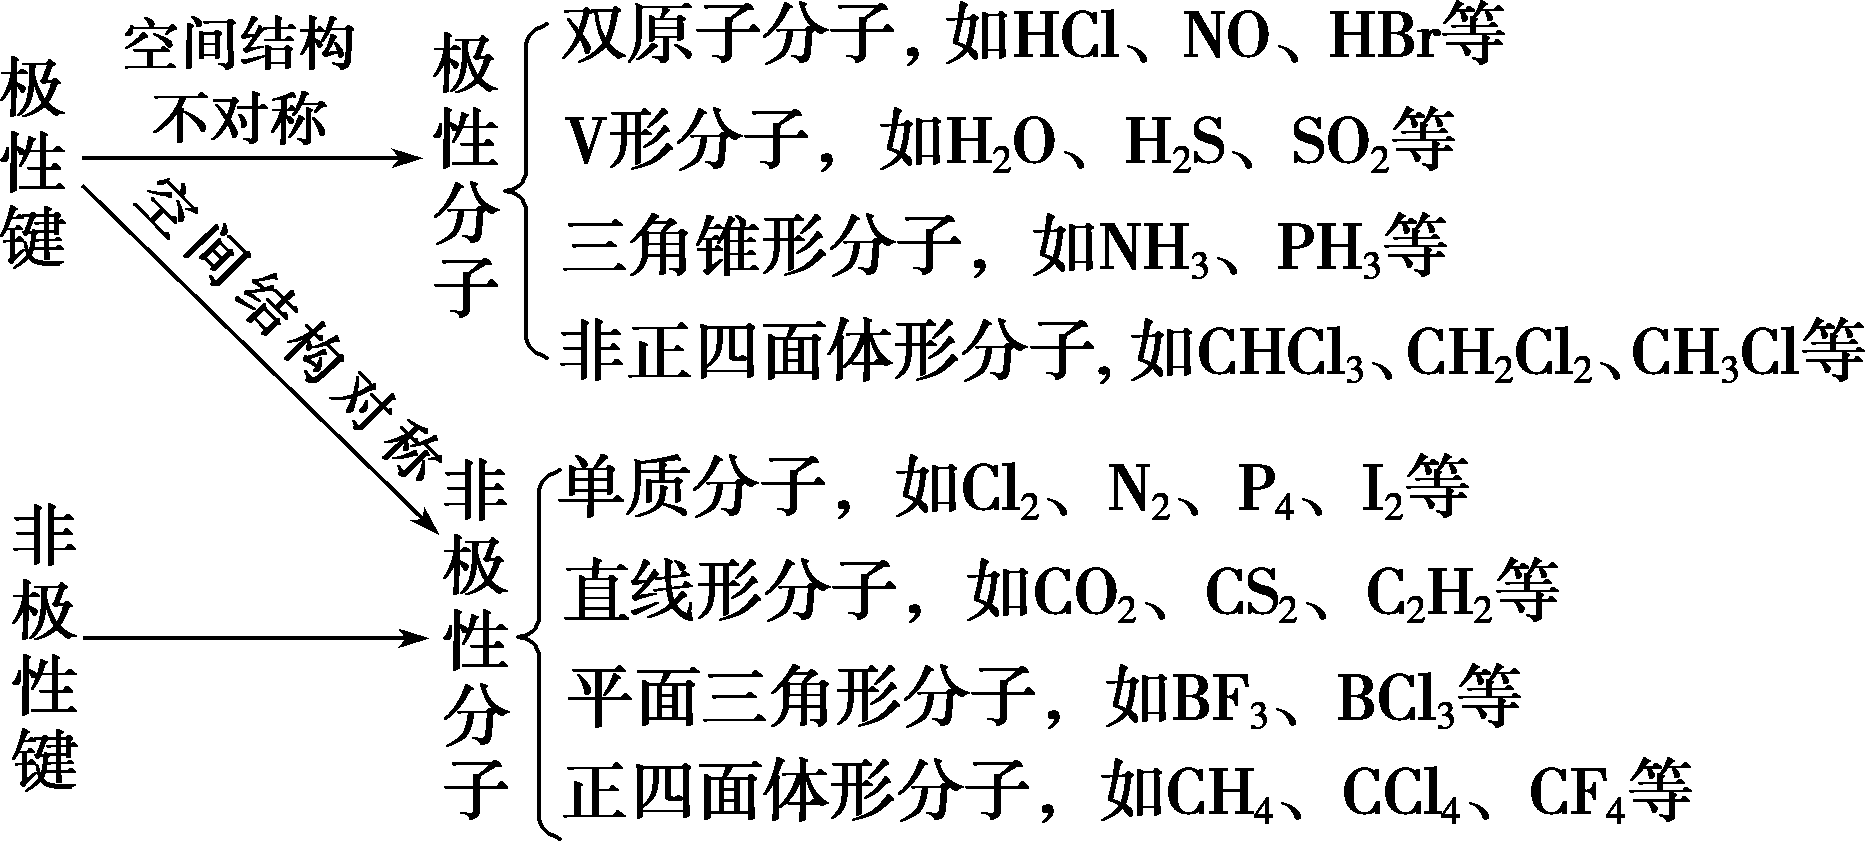 极性键
空间结构
不对称
空间结构对称
极性分子
双原子分子,如HCl、NO、HBr等
V形分子，如H₂O、H₂S、SO₂等
三角锥形分子，如NH₃、PH₃等
非正四面体形分子,如CHCl₃、CH₂Cl₂、CH₃Cl等
非极性键
非极性分子
单质分子，如Cl₂、N₂、P₄、I₂等
直线形分子，如CO₂、CS₂、C₂H₂等
平面三角形分子，如BF₃、BCl₃等
正四面体形分子，如CH₄、CCl₄、CF₄等